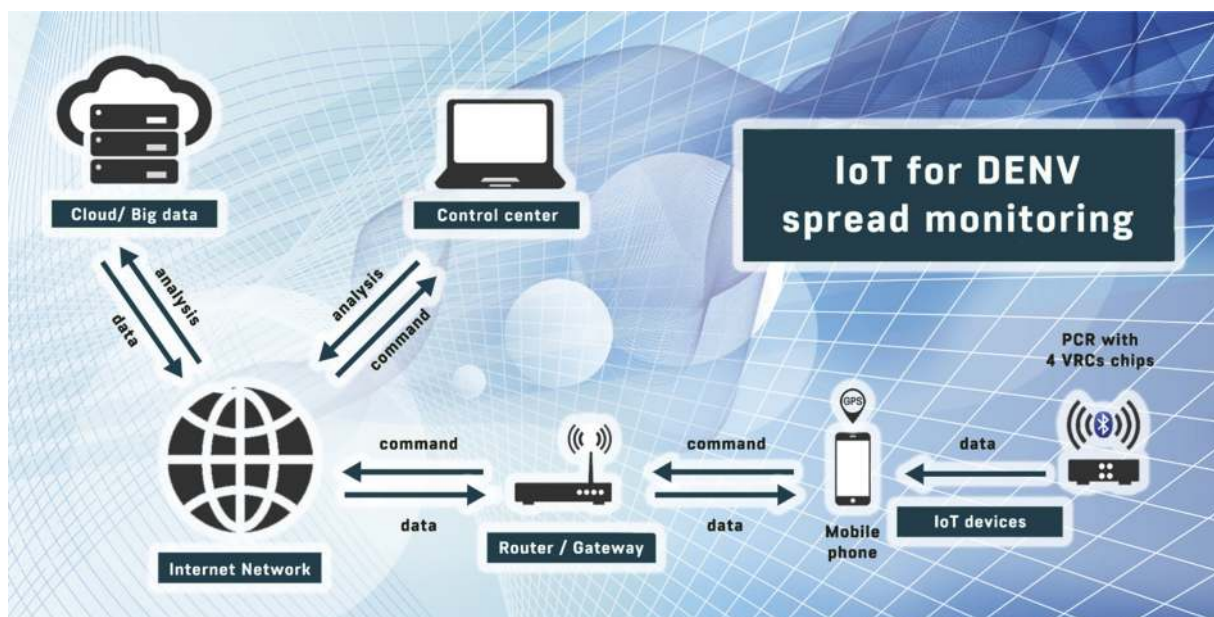 IoT for DENV
spread monitoring
Cloud/ Big data
Control center
analysis
data
analysis
command
PCR with
4 VRCs chips
GPS
command
data
command
data
data
Internet Network
Router / Gateway
Mobile
phone
IoT devices